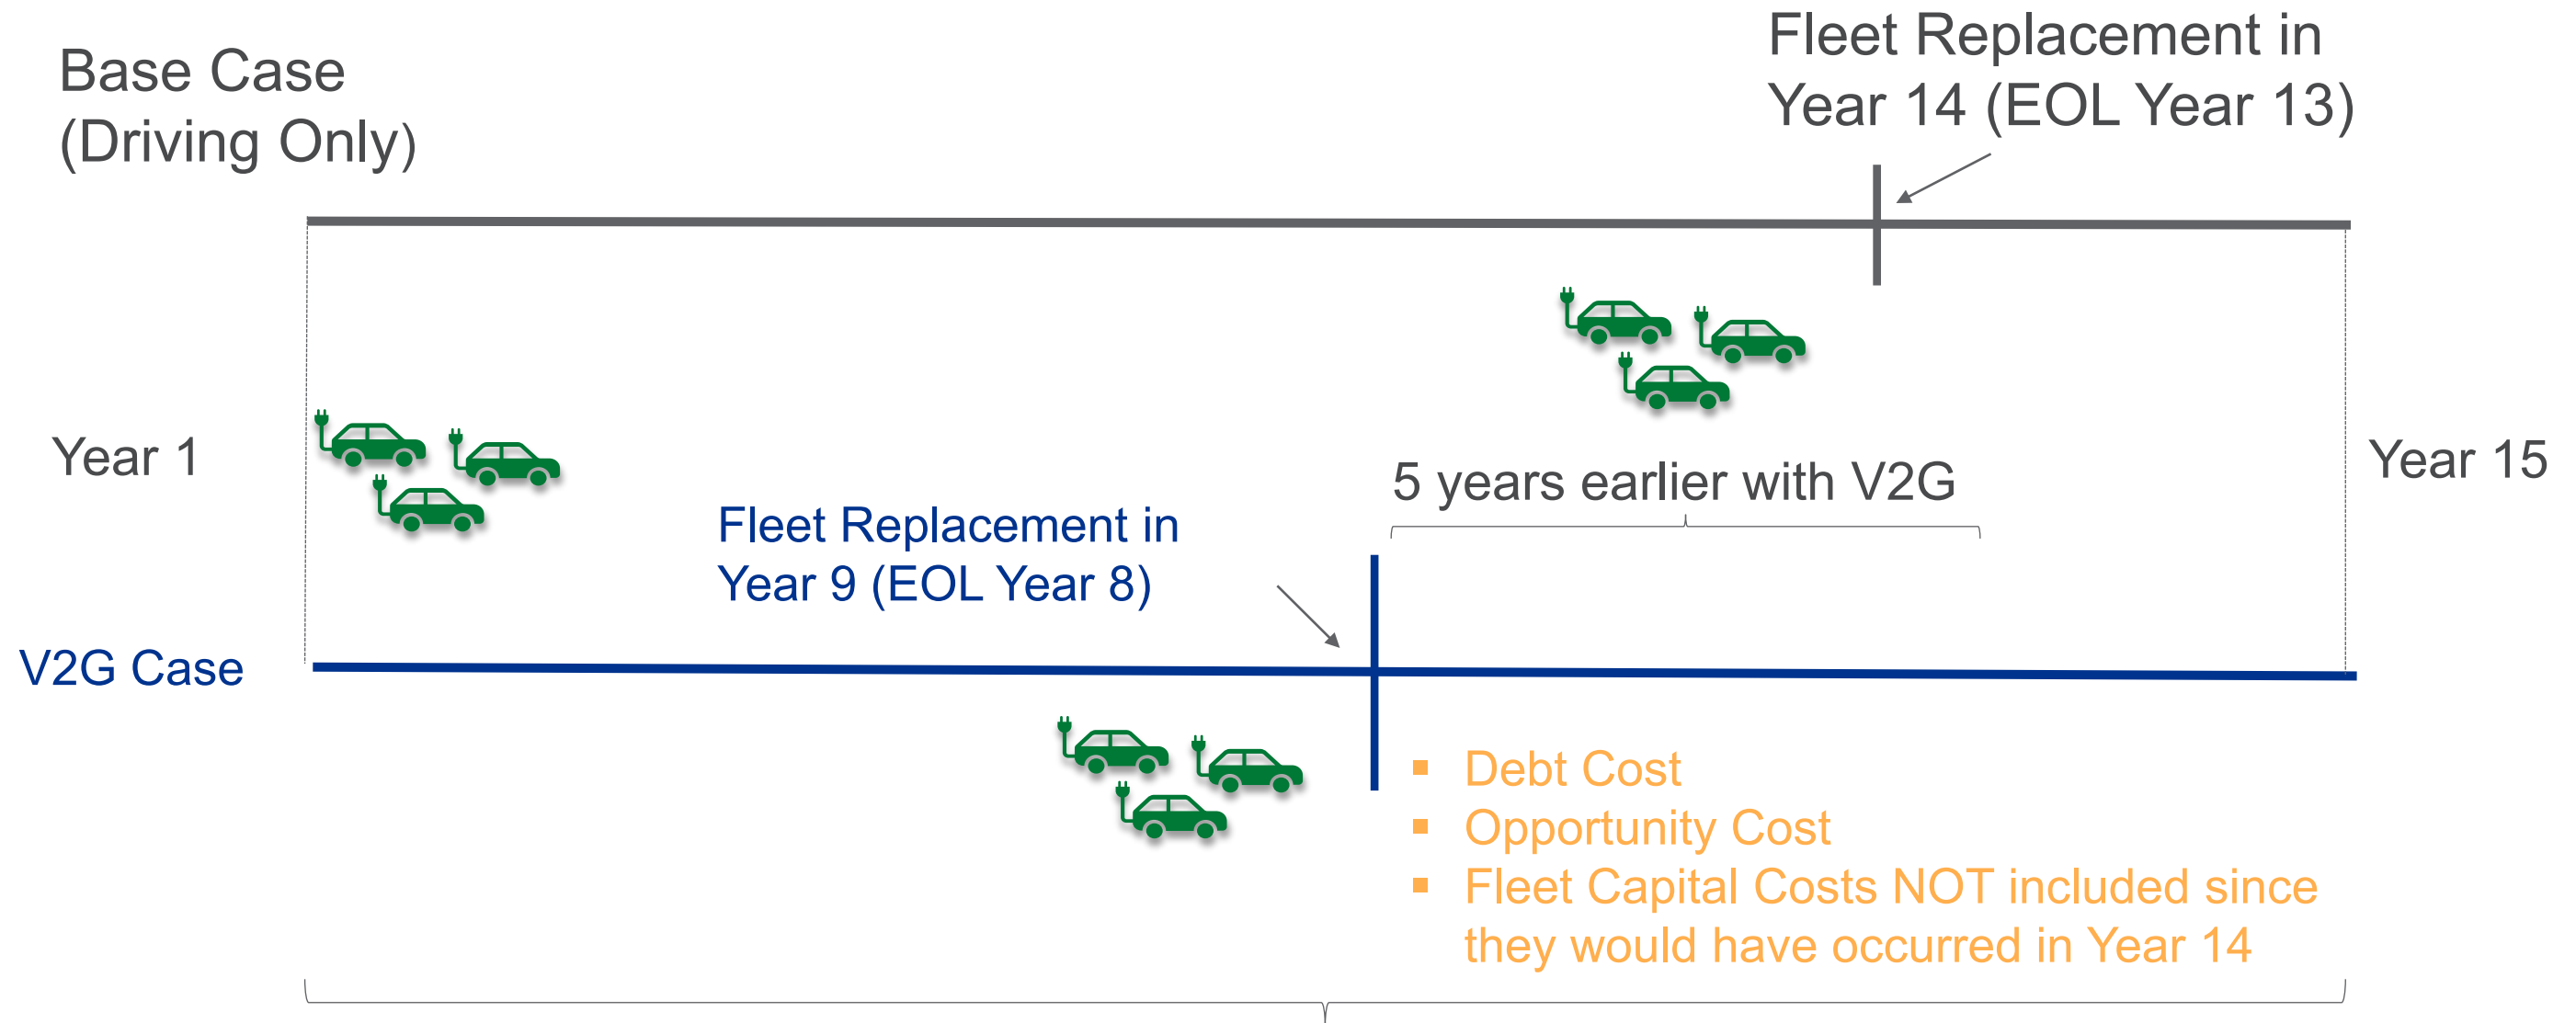 Base Case
(Driving Only)
Fleet Replacement in
Year 14 (EOL Year 13)
Year 1
5 years earlier with V2G
Year 15
Fleet Replacement in
Year 9 (EOL Year 8)
V2G Case
▪ Debt Cost
▪ Opportunity Cost
▪ Fleet Capital Costs NOT included since
they would have occurred in Year 14